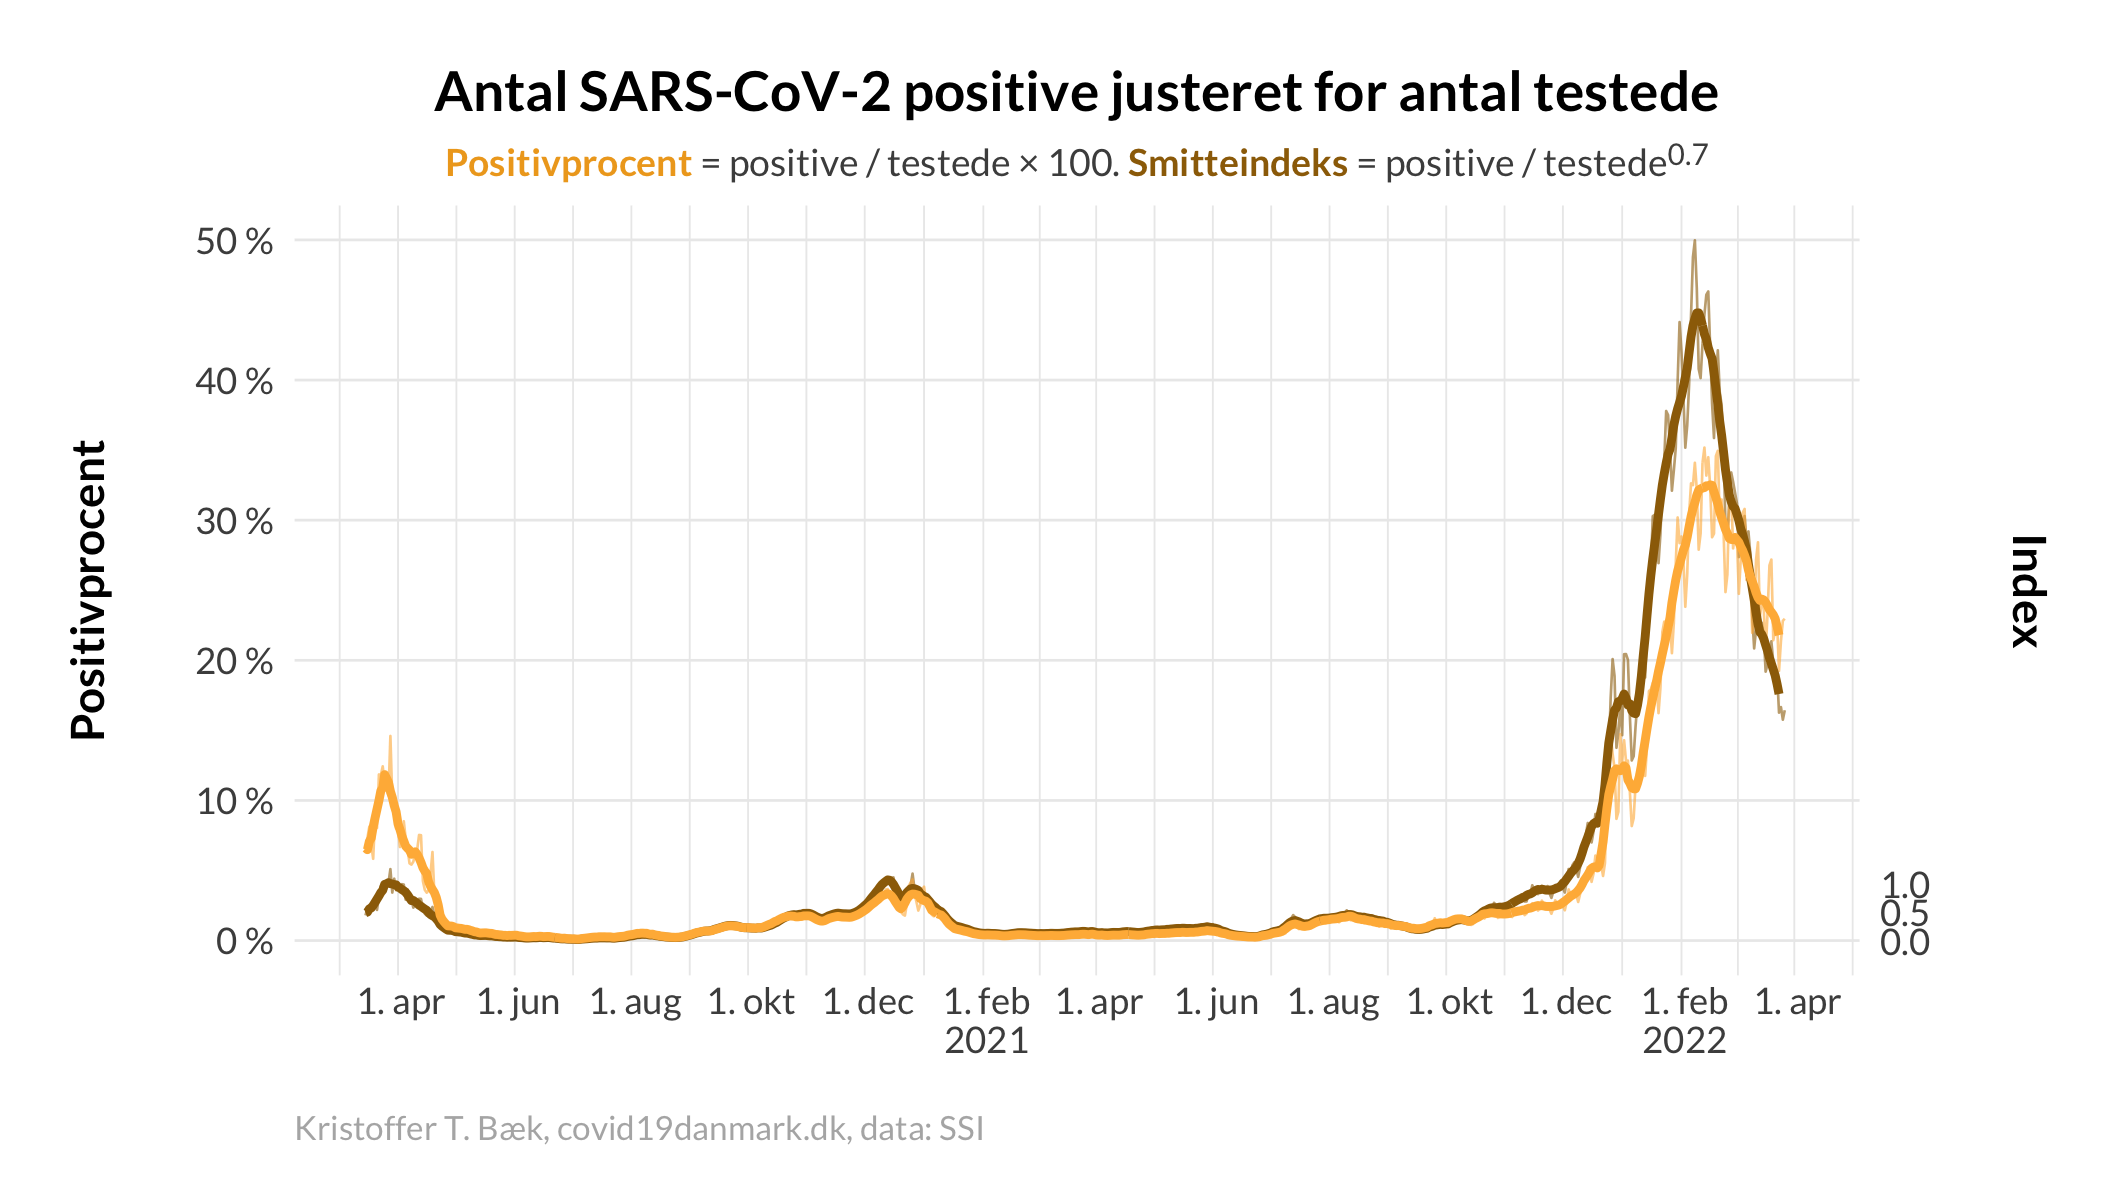 Antal SARS-CoV-2 positive justeret for antal testede
Positivprocent = positive / testede × 100. Smitteindeks = positive / testede^0.7
Positivprocent
50 %
40 %
30 %
20 %
10 %
0 %
Index
1.0
0.5
0.0
1. apr
1. jun
1. aug
1. okt
1. dec
1. feb
2021
1. apr
1. jun
1. aug
1. okt
1. dec
1. feb
2022
1. apr
Kristoffer T. Bæk, covid19danmark.dk, data: SSI